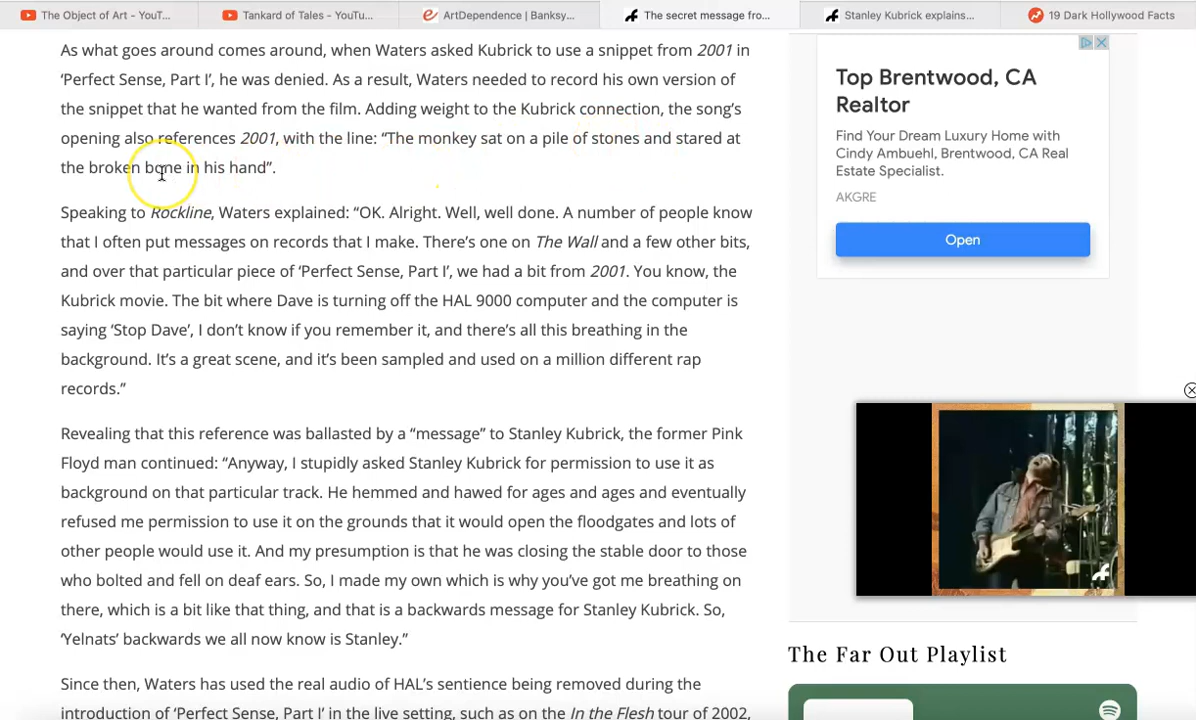 The Object of Art - YouT...
Tankard of Tales - YouTu...
ArtDependence | Banksy...
The secret message fro...
Stanley Kubrick explains...
19 Dark Hollywood Facts
As what goes around comes around, when Waters asked Kubrick to use a snippet from 2001 in
‘Perfect Sense, Part I’, he was denied. As a result, Waters needed to record his own version of
the snippet that he wanted from the film. Adding weight to the Kubrick connection, the song’s
opening also references 2001, with the line: “The monkey sat on a pile of stones and stared at
the broken bone in his hand”.
Speaking to Rockline, Waters explained: “OK. Alright. Well, well done. A number of people know
that I often put messages on records that I make. There’s one on The Wall and a few other bits,
and over that particular piece of ‘Perfect Sense, Part I’, we had a bit from 2001. You know, the
Kubrick movie. The bit where Dave is turning off the HAL 9000 computer and the computer is
saying ‘Stop Dave’, I don’t know if you remember it, and there’s all this breathing in the
background. It’s a great scene, and it’s been sampled and used on a million different rap
records.”
Revealing that this reference was ballasted by a “message” to Stanley Kubrick, the former Pink
Floyd man continued: “Anyway, I stupidly asked Stanley Kubrick for permission to use it as
background on that particular track. He hemmed and hawed for ages and ages and eventually
refused me permission to use it on the grounds that it would open the floodgates and lots of
other people would use it. And my presumption is that he was closing the stable door to those
who bolted and fell on deaf ears. So, I made my own which is why you’ve got me breathing on
there, which is a bit like that thing, and that is a backwards message for Stanley Kubrick. So,
‘Yelnats’ backwards we all now know is Stanley.”
Since then, Waters has used the real audio of HAL’s sentience being removed during the
introduction of ‘Perfect Sense, Part I’ in the live setting, such as on the In the Flesh tour of 2002,
Top Brentwood, CA
Realtor
Find Your Dream Luxury Home with
Cindy Ambuehl, Brentwood, CA Real
Estate Specialist.
AKGRE
Open
The Far Out Playlist